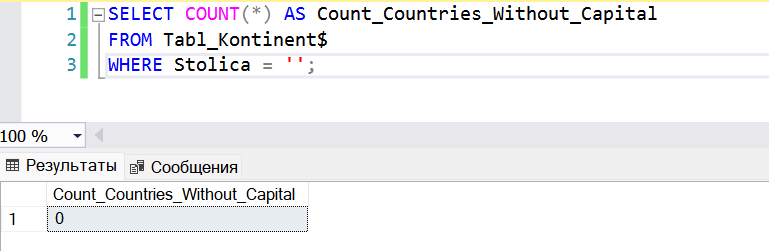 1 SELECT COUNT(*) AS Count_Countries_Without_Capital
2 FROM Tabl_Kontinent$
3 WHERE Stolica = '';
100 %
Результаты Сообщения
Count_Countries_Without_Capital
1 0